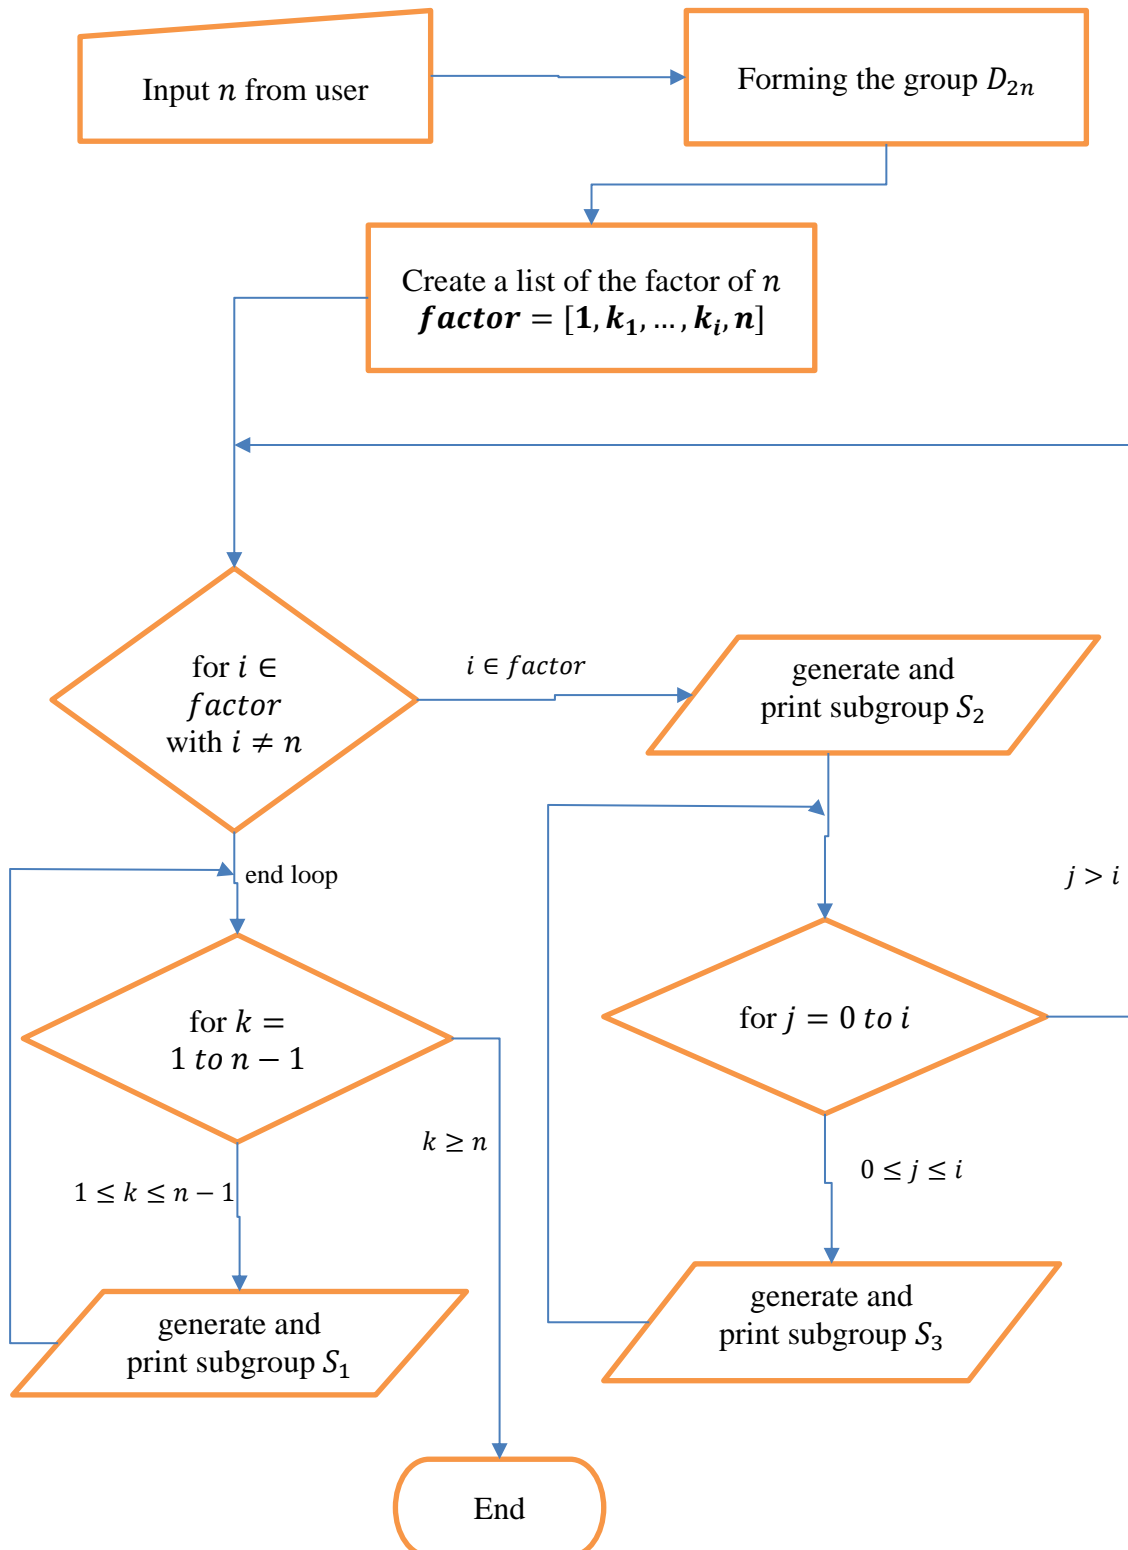 Input n from user
Forming the group D₂ₙ
Create a list of the factor of n
factor = [1, k₁, … , kᵢ, n]
for i ∈
factor
with i ≠ n
i ∈ factor
generate and
print subgroup S₂
end loop
j > i
for k =
1 to n − 1
for j = 0 to i
k ≥ n
1 ≤ k ≤ n − 1
0 ≤ j ≤ i
generate and
print subgroup S₁
generate and
print subgroup S₃
End